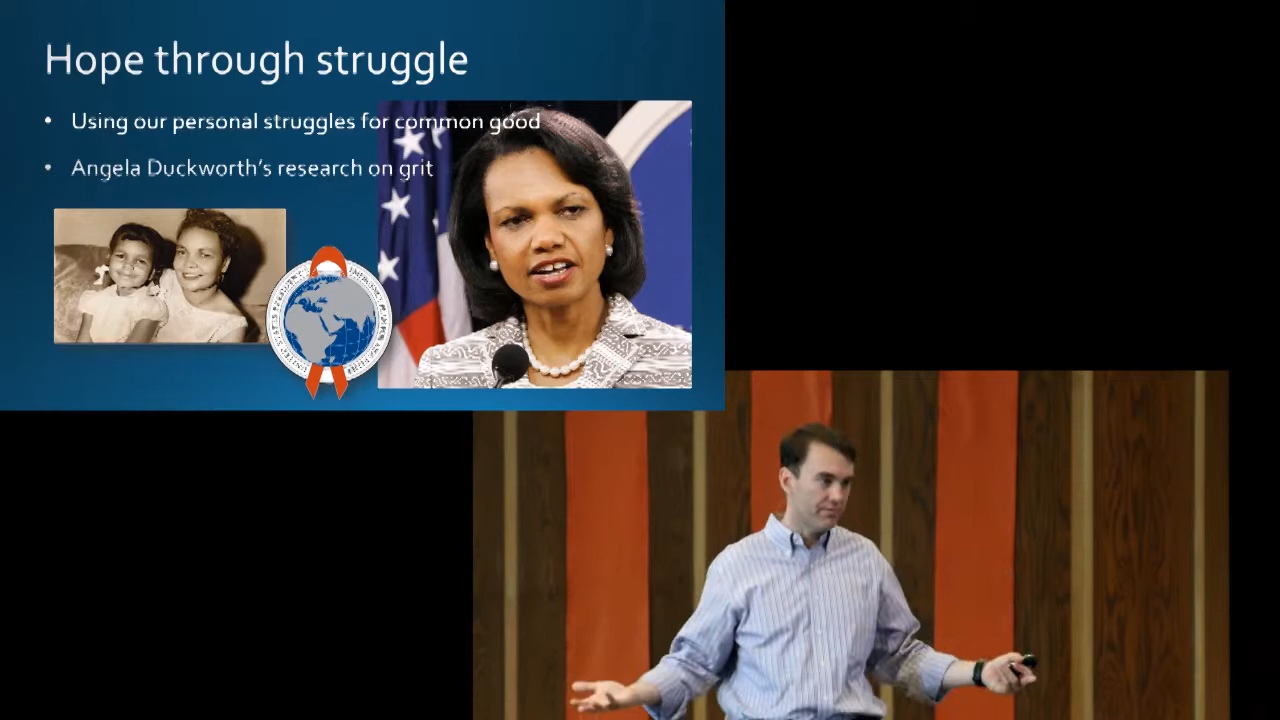 Hope through struggle
• Using our personal struggles for common good
• Angela Duckworth's research on grit